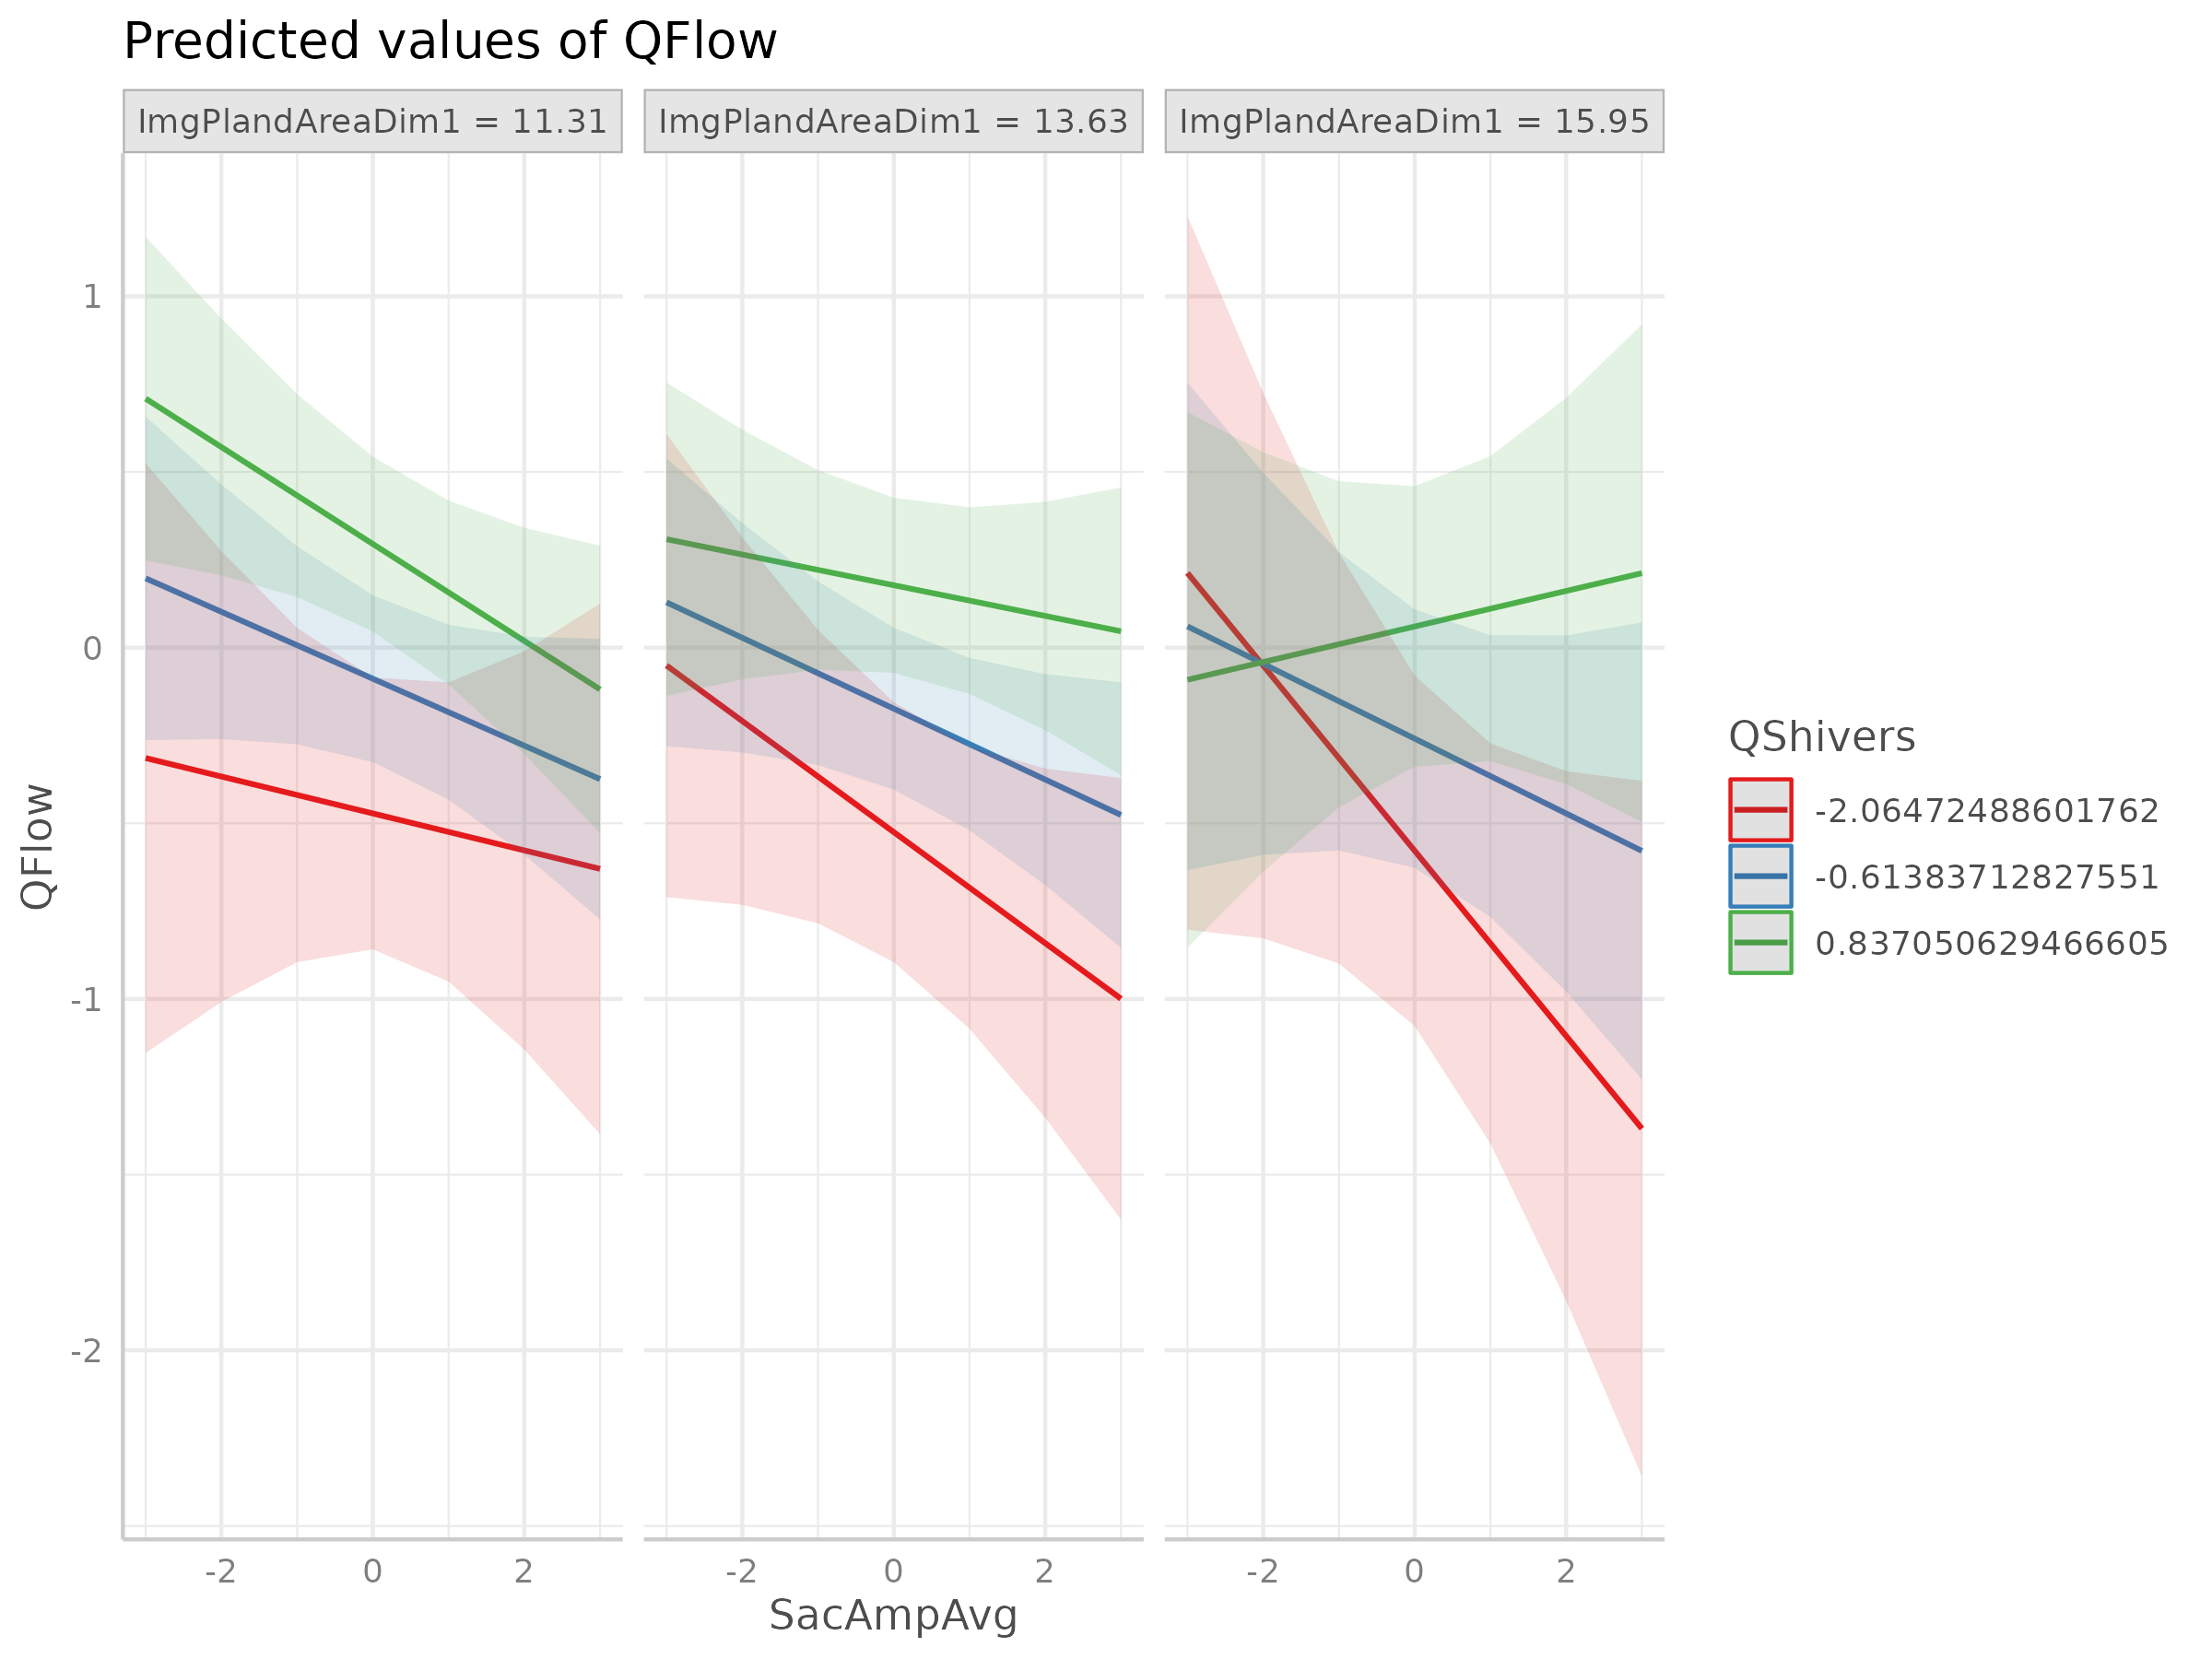 Predicted values of QFlow
ImgPlandAreaDim1 = 11.31
ImgPlandAreaDim1 = 13.63
ImgPlandAreaDim1 = 15.95
1
0
-1
-2
QFlow
-2 0 2
-2 0 2
-2 0 2
SacAmpAvg
QShivers
-2.06472488601762
-0.61383712827551
0.837050629466605